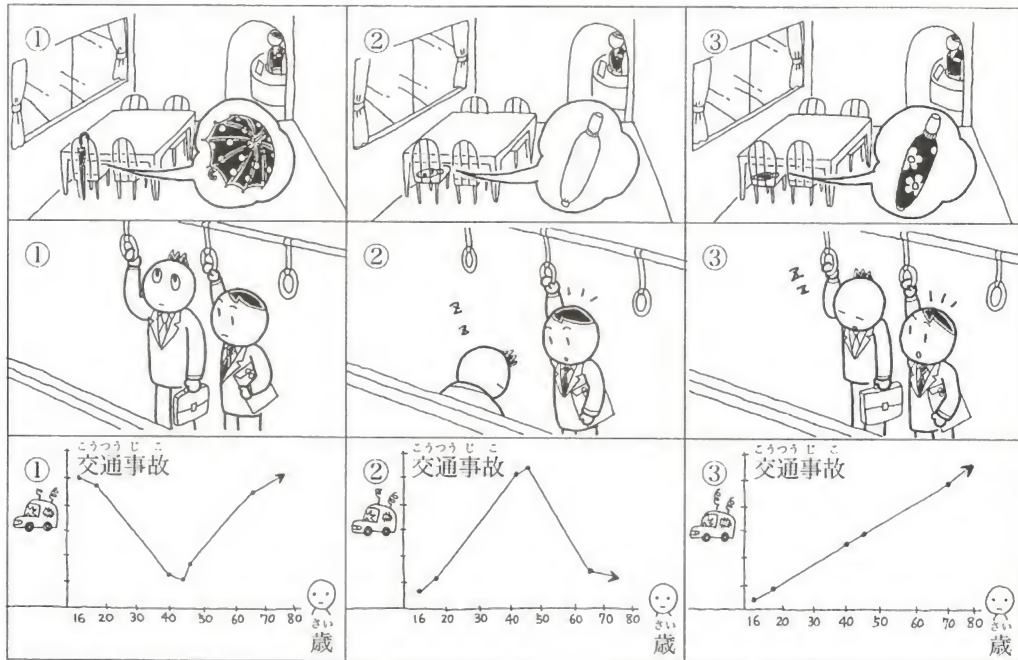 ① ② ③
① ② ③
z z
z z
① こうつうじこ ② こうつうじこ ③ こうつうじこ
交通事故 交通事故 交通事故
16 20 30 40 50 60 70 80 16 20 30 40 50 60 70 80 16 20 30 40 50 60 70 80
さい さい さい
歳 歳 歳